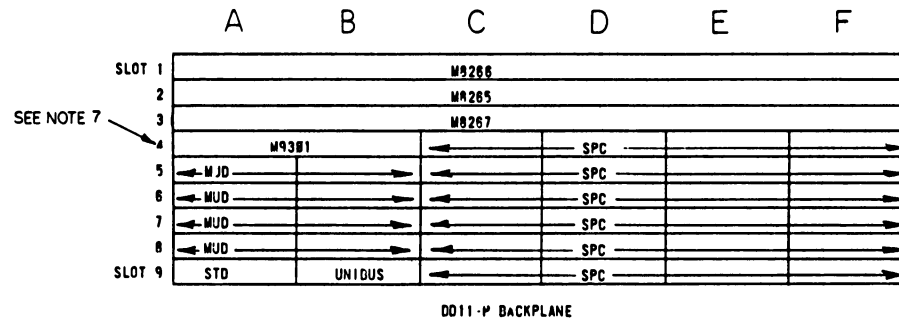 A B C D E F
SLOT 1 M8266
2 M8265
3 M8267
SEE NOTE 7 4 M9301 SPC
5 MUD SPC
6 MUD SPC
7 MUD SPC
8 MUD SPC
SLOT 9 STD UNIBUS SPC
DD11-P BACKPLANE